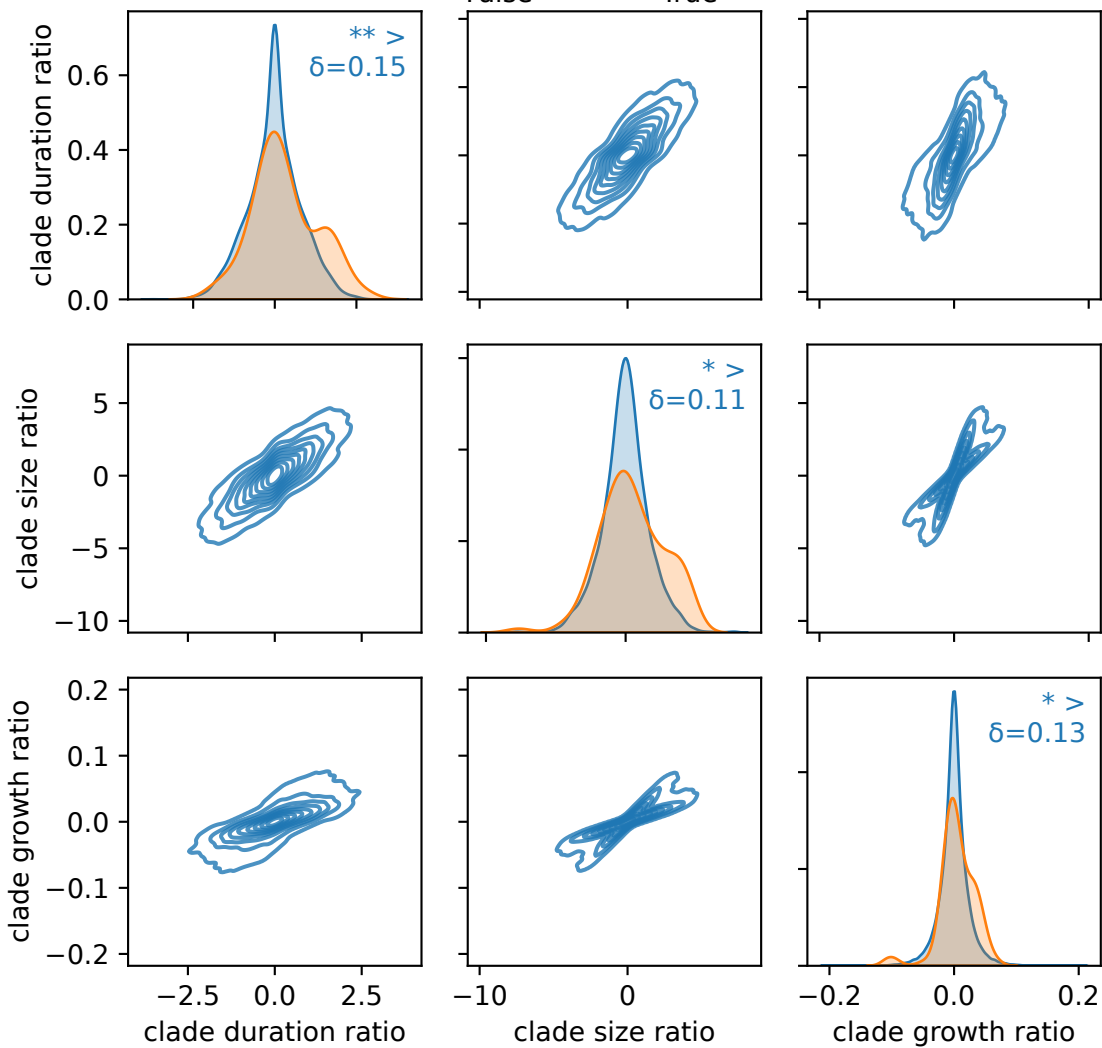 True
clade duration ratio
0.6
0.4
0.2
0.0
** >
δ=0.15
clade size ratio
5
0
−5
−10
* >
δ=0.11
clade growth ratio
0.2
0.1
0.0
−0.1
−0.2
* >
δ=0.13
−2.5 0.0 2.5
−10 0
−0.2 0.0 0.2
clade duration ratio
clade size ratio
clade growth ratio